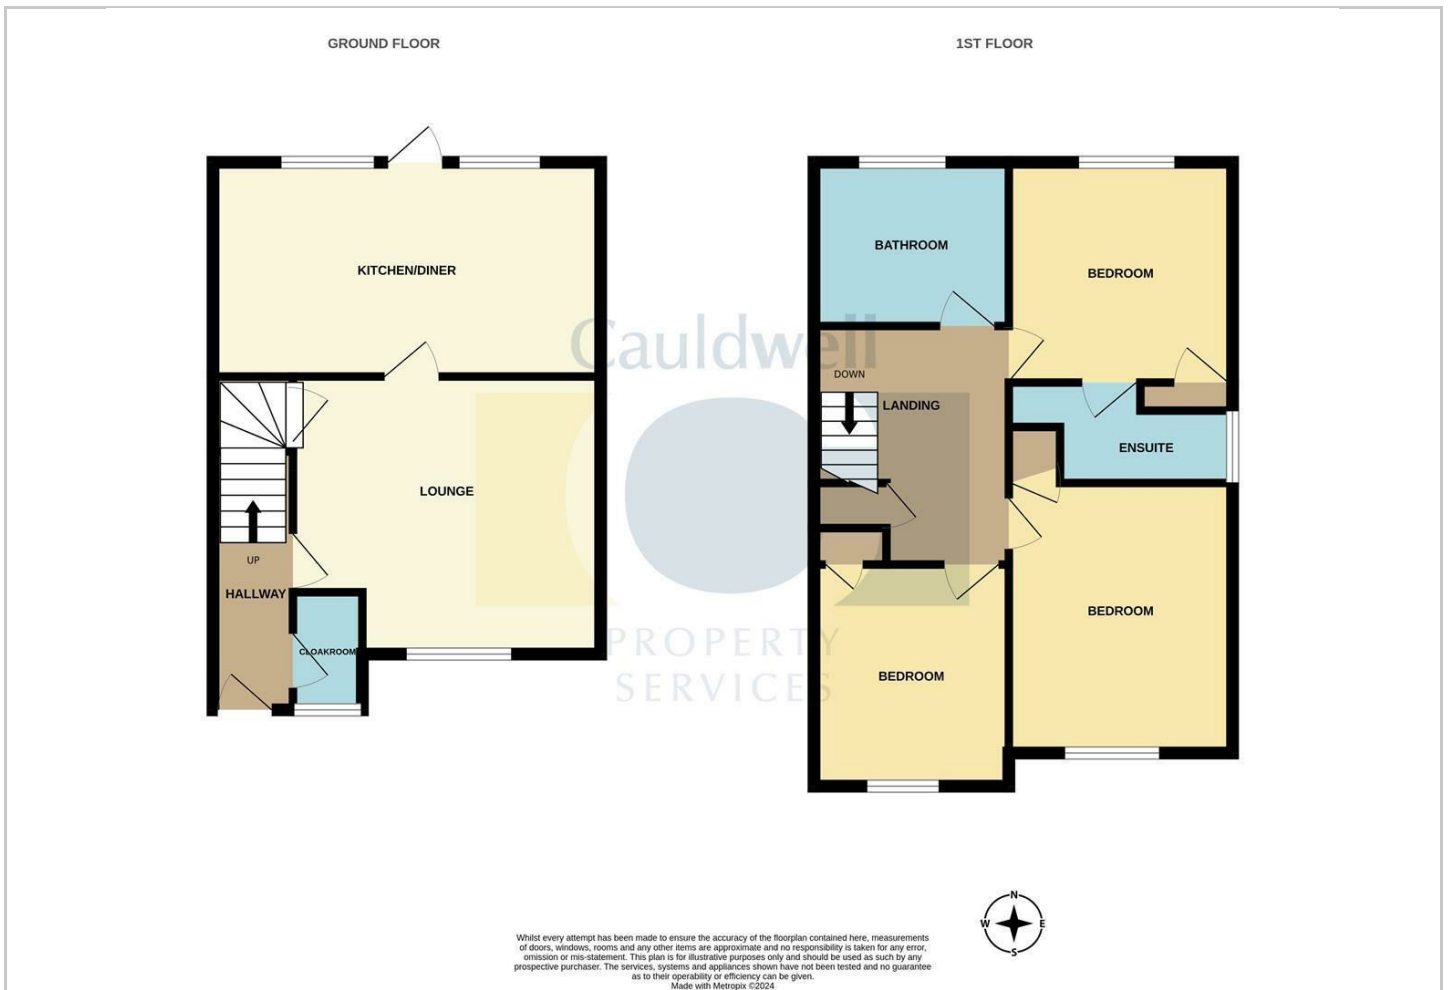 GROUND FLOOR
1ST FLOOR
KITCHEN/DINER
LOUNGE
UP
HALLWAY
CLOAKROOM
BATHROOM
BEDROOM
DOWN
LANDING
ENSUITE
BEDROOM
BEDROOM
Cauldwell
PROPERTY
SERVICES
N
W
E
S
Whilst every attempt has been made to ensure the accuracy of the floorplan contained here, measurements
of doors, windows, rooms and any other items are approximate and no responsibility is taken for any error,
omission or mis-statement. This plan is for illustrative purposes only and should be used as such by any
prospective purchaser. The services, systems and appliances shown have not been tested and no guarantee
as to their operability or efficiency can be given.
Made with Metropix ©2024